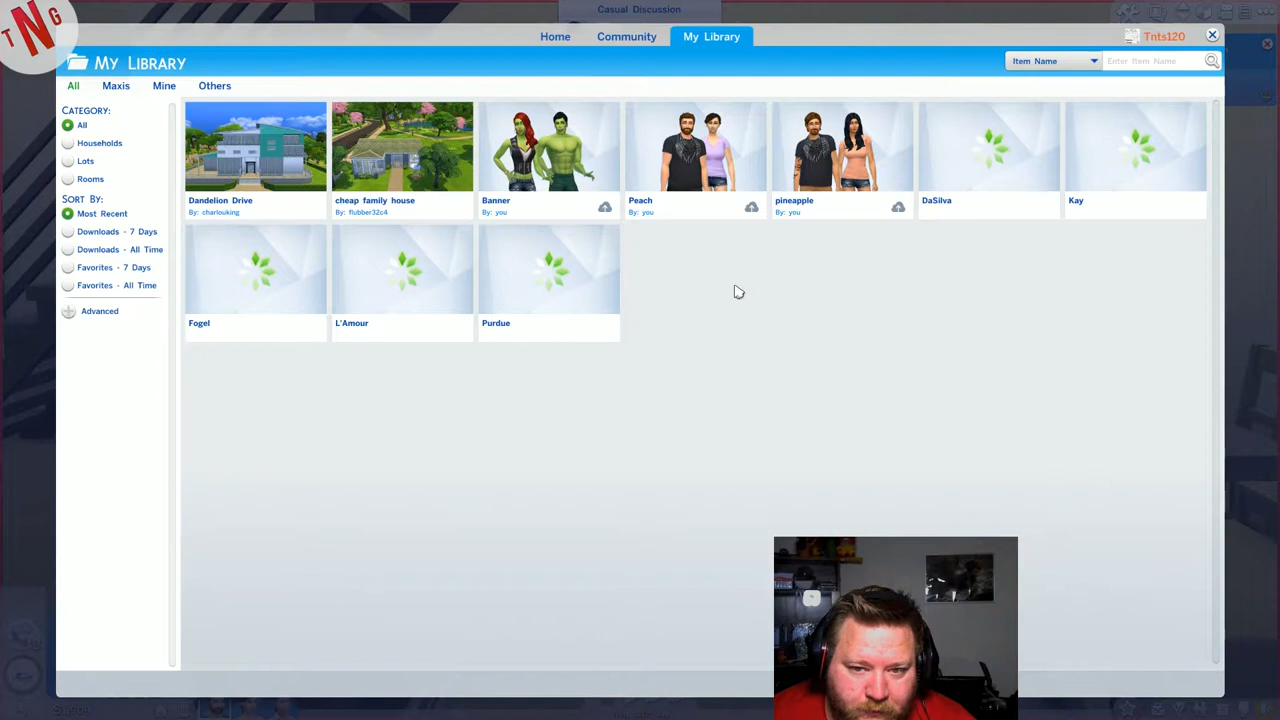 Casual Discussion
TNG
Home
Community
My Library
Tnts120
My Library
Item Name
Enter Item Name
All
Maxis
Mine
Others
Category:
All
Households
Lots
Rooms
Sort By:
Most Recent
Downloads - 7 Days
Downloads - All Time
Favorites - 7 Days
Favorites - All Time
Advanced
Dandelion Drive
By: charlouking
cheap family house
By: flubber32c4
Banner
By: you
Peach
By: you
pineapple
By: you
DaSilva
Kay
Fogel
L'Amour
Purdue